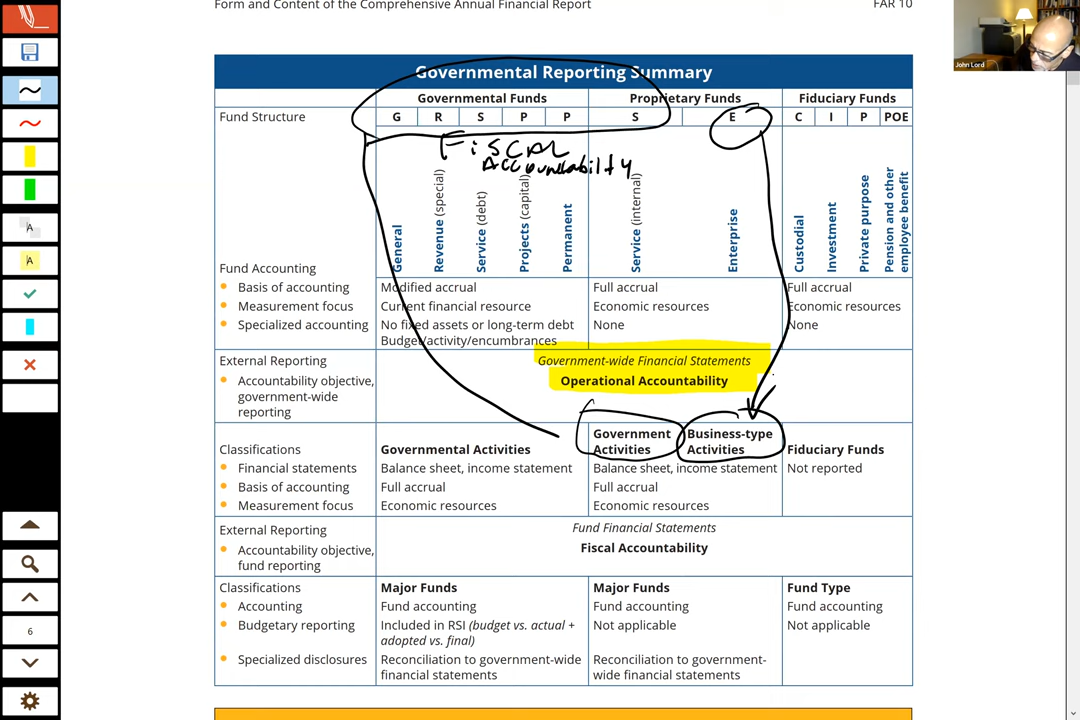 Form and Content of the Comprehensive Annual Financial Report FAR 10
John Lord
Governmental Reporting Summary
Governmental Funds Proprietary Funds Fiduciary Funds
Fund Structure G R S P P S E C I P POE
FiSCAL
Accountability
General
Revenue (special)
Service (debt)
Projects (capital)
Permanent
Service (internal)
Enterprise
Custodial
Investment
Private purpose
Pension and other employee benefit
Fund Accounting
Basis of accounting Modified accrual Full accrual Full accrual
Measurement focus Current financial resource Economic resources Economic resources
Specialized accounting No fixed assets or long-term debt None None
Budget/activity/encumbrances
External Reporting Government-wide Financial Statements
Accountability objective, Operational Accountability
government-wide
reporting
Government Business-type
Classifications Governmental Activities Activities Activities Fiduciary Funds
Financial statements Balance sheet, income statement Balance sheet, income statement Not reported
Basis of accounting Full accrual Full accrual
Measurement focus Economic resources Economic resources
External Reporting Fund Financial Statements
Accountability objective, Fiscal Accountability
fund reporting
Classifications Major Funds Major Funds Fund Type
Accounting Fund accounting Fund accounting Fund accounting
Budgetary reporting Included in RSI (budget vs. actual + Not applicable Not applicable
adopted vs. final)
Specialized disclosures Reconciliation to government-wide Reconciliation to government-
financial statements wide financial statements
A
A
6